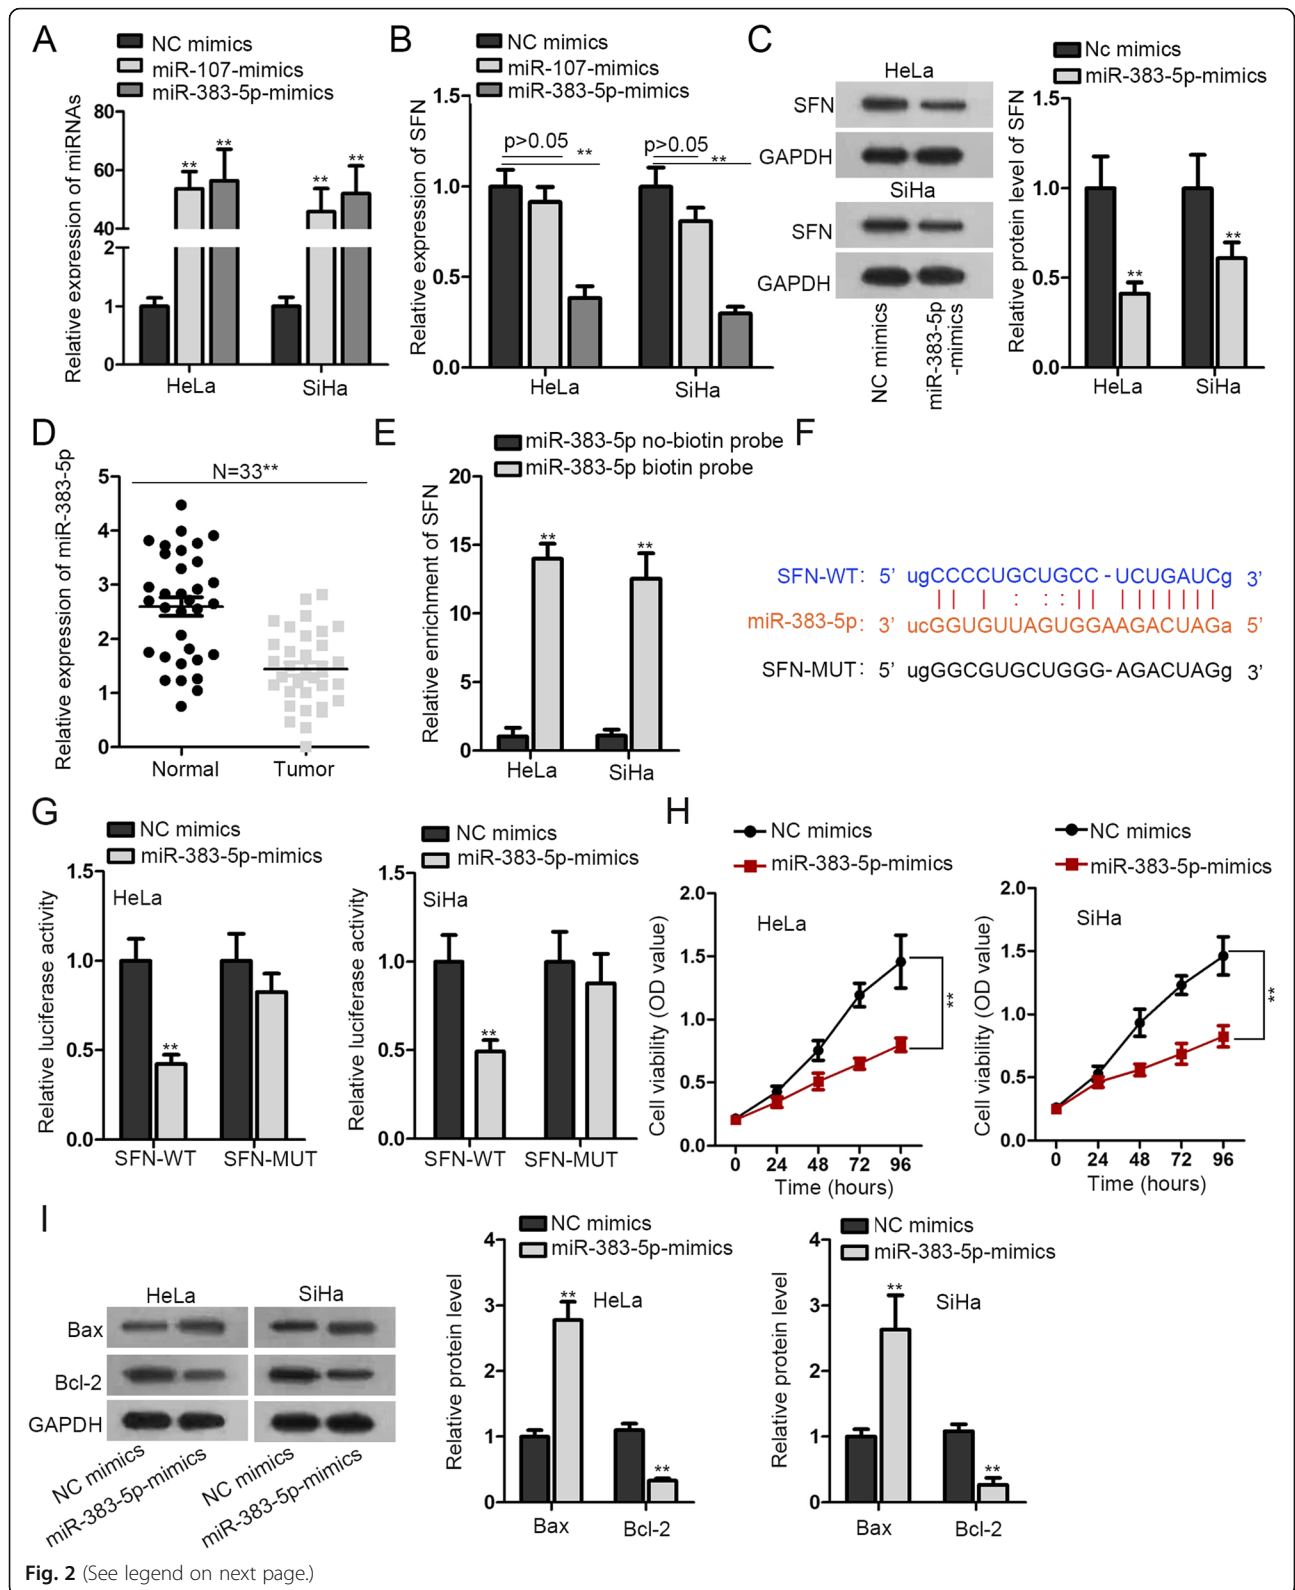 A
NC mimics
miR-107-mimics
miR-383-5p-mimics
Relative expression of miRNAs
80
60
40
2
1
0
** ** ** **
HeLa SiHa
B
NC mimics
miR-107-mimics
miR-383-5p-mimics
Relative expression of SFN
1.5
1.0
0.5
0.0
p>0.05 ** p>0.05 **
HeLa SiHa
C
HeLa
SFN
GAPDH
SiHa
SFN
GAPDH
NC mimics
miR-383-5p
-mimics
Nc mimics
miR-383-5p-mimics
Relative protein level of SFN
1.5
1.0
0.5
0.0
** **
HeLa SiHa
D
Relative expression of miR-383-5p
N=33**
5
4
3
2
1
0
Normal Tumor
E
miR-383-5p no-biotin probe
miR-383-5p biotin probe
Relative enrichment of SFN
20
15
10
5
0
** **
HeLa SiHa
F
SFN-WT: 5’ ugCCCCUGCUGCC-UCUGAUCg 3’
miR-383-5p: 3’ ucGGUGUUAGUGGAAGACUAGa 5’
SFN-MUT: 5’ ugGGCGUGCUGGG-AGACUAGg 3’
G
NC mimics
miR-383-5p-mimics
Relative luciferase activity
HeLa
1.5
1.0
0.5
0.0
**
SFN-WT SFN-MUT
NC mimics
miR-383-5p-mimics
Relative luciferase activity
SiHa
1.5
1.0
0.5
0.0
**
SFN-WT SFN-MUT
H
NC mimics
miR-383-5p-mimics
Cell viability (OD value)
HeLa
2.0
1.5
1.0
0.5
0.0
**
0 24 48 72 96
Time (hours)
NC mimics
miR-383-5p-mimics
Cell viability (OD value)
SiHa
2.0
1.5
1.0
0.5
0.0
**
0 24 48 72 96
Time (hours)
I
HeLa SiHa
Bax
Bcl-2
GAPDH
NC mimics
miR-383-5p-mimics
NC mimics
miR-383-5p-mimics
NC mimics
miR-383-5p-mimics
Relative protein level
HeLa
4
3
2
1
0
** **
Bax Bcl-2
NC mimics
miR-383-5p-mimics
Relative protein level
SiHa
4
3
2
1
0
** **
Bax Bcl-2
Fig. 2 (See legend on next page.)